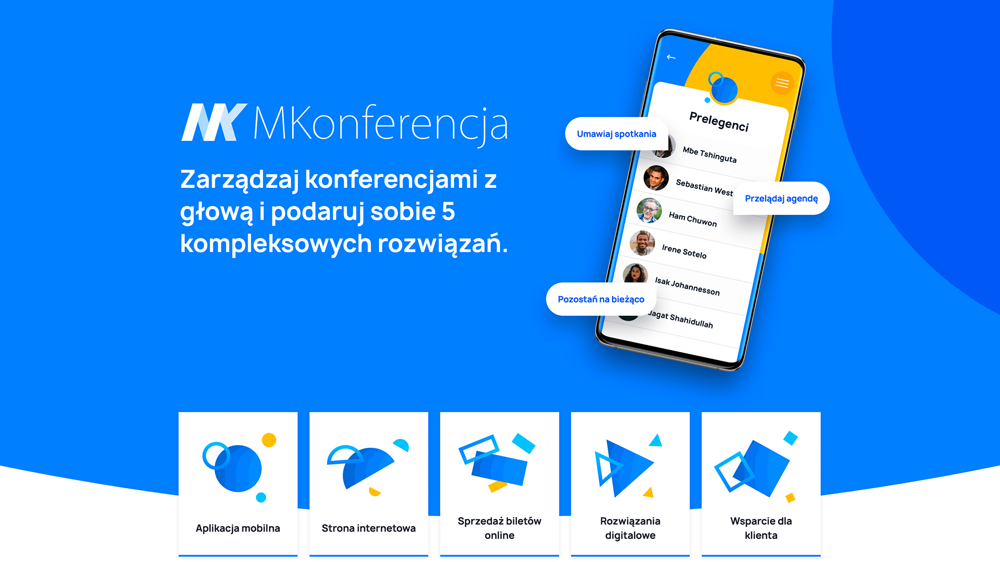 MKonferencja
Zarządzaj konferencjami z
głową i podaruj sobie 5
kompleksowych rozwiązań.
Prelegenci
Umawiaj spotkania
Mbe Tshinguta
Sebastian West
Przelądaj agendę
Ham Chuwon
Irene Sotelo
Isak Johannesson
Pozostań na bieżąco
Jagat Shahidullah
Aplikacja mobilna
Strona internetowa
Sprzedaż biletów
online
Rozwiązania
digitalowe
Wsparcie dla
klienta